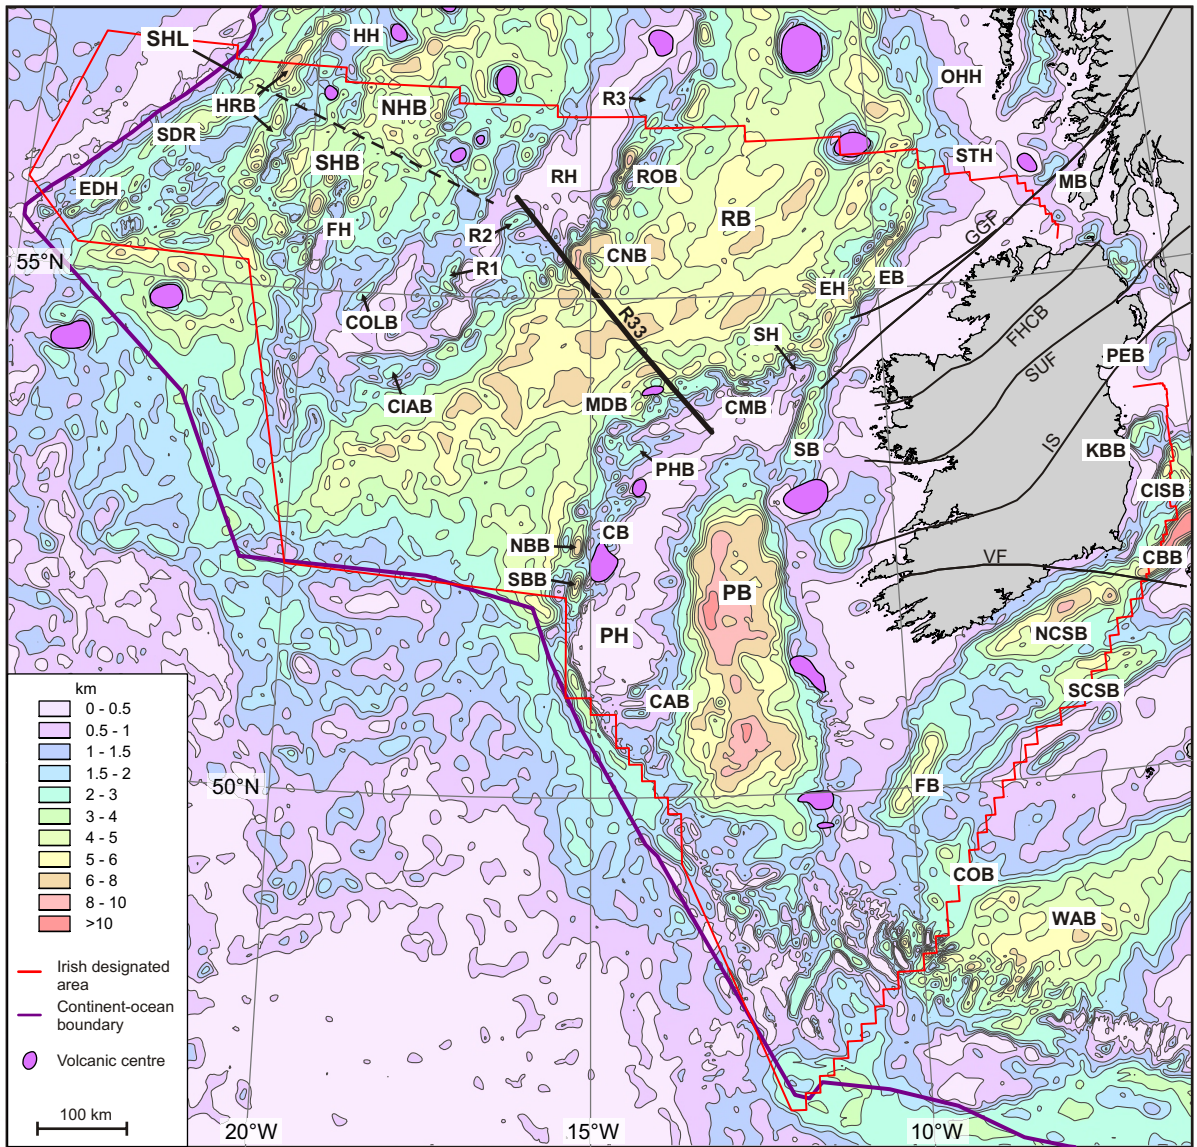 SHL
HH
HRB
NHB
R3
OHH
SDR
SHB
STH
ROB
RH
MB
EDH
RB
FH
R2
GGF
55°N
CNB
R1
EH
EB
COLB
R33
SH
FHCB
PEB
SUF
CIAB
MDB
CMB
SB
IS
KBB
PHB
CISB
NBB
CB
VF
CBB
SBB
PB
PH
NCSB
SCSB
CAB
50°N
FB
COB
WAB
km
0 - 0.5
0.5 - 1
1 - 1.5
1.5 - 2
2 - 3
3 - 4
4 - 5
5 - 6
6 - 8
8 - 10
>10
Irish designated
area
Continent-ocean
boundary
Volcanic centre
100 km
20°W
15°W
10°W